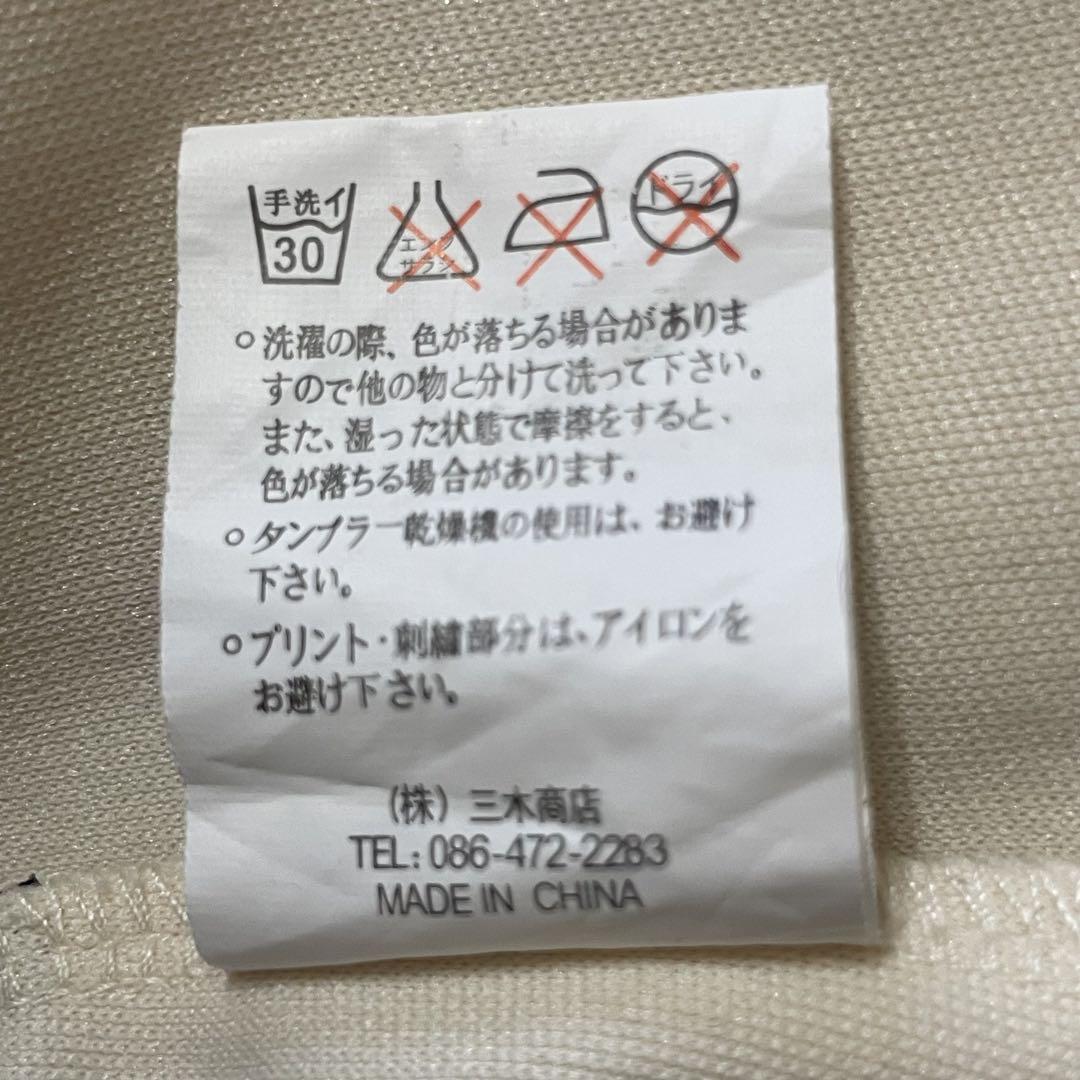 手洗イ 30 エンソ サラシ ドライ
○洗濯の際、色が落ちる場合がありま
すので他の物と分けて洗って下さい。
また、湿った状態で摩擦をすると、
色が落ちる場合があります。
○タンブラー乾燥機の使用は、お避け
下さい。
○プリント・刺繍部分は、アイロンを
お避け下さい。
(株) 三木商店
TEL: 086-472-2283
MADE IN CHINA